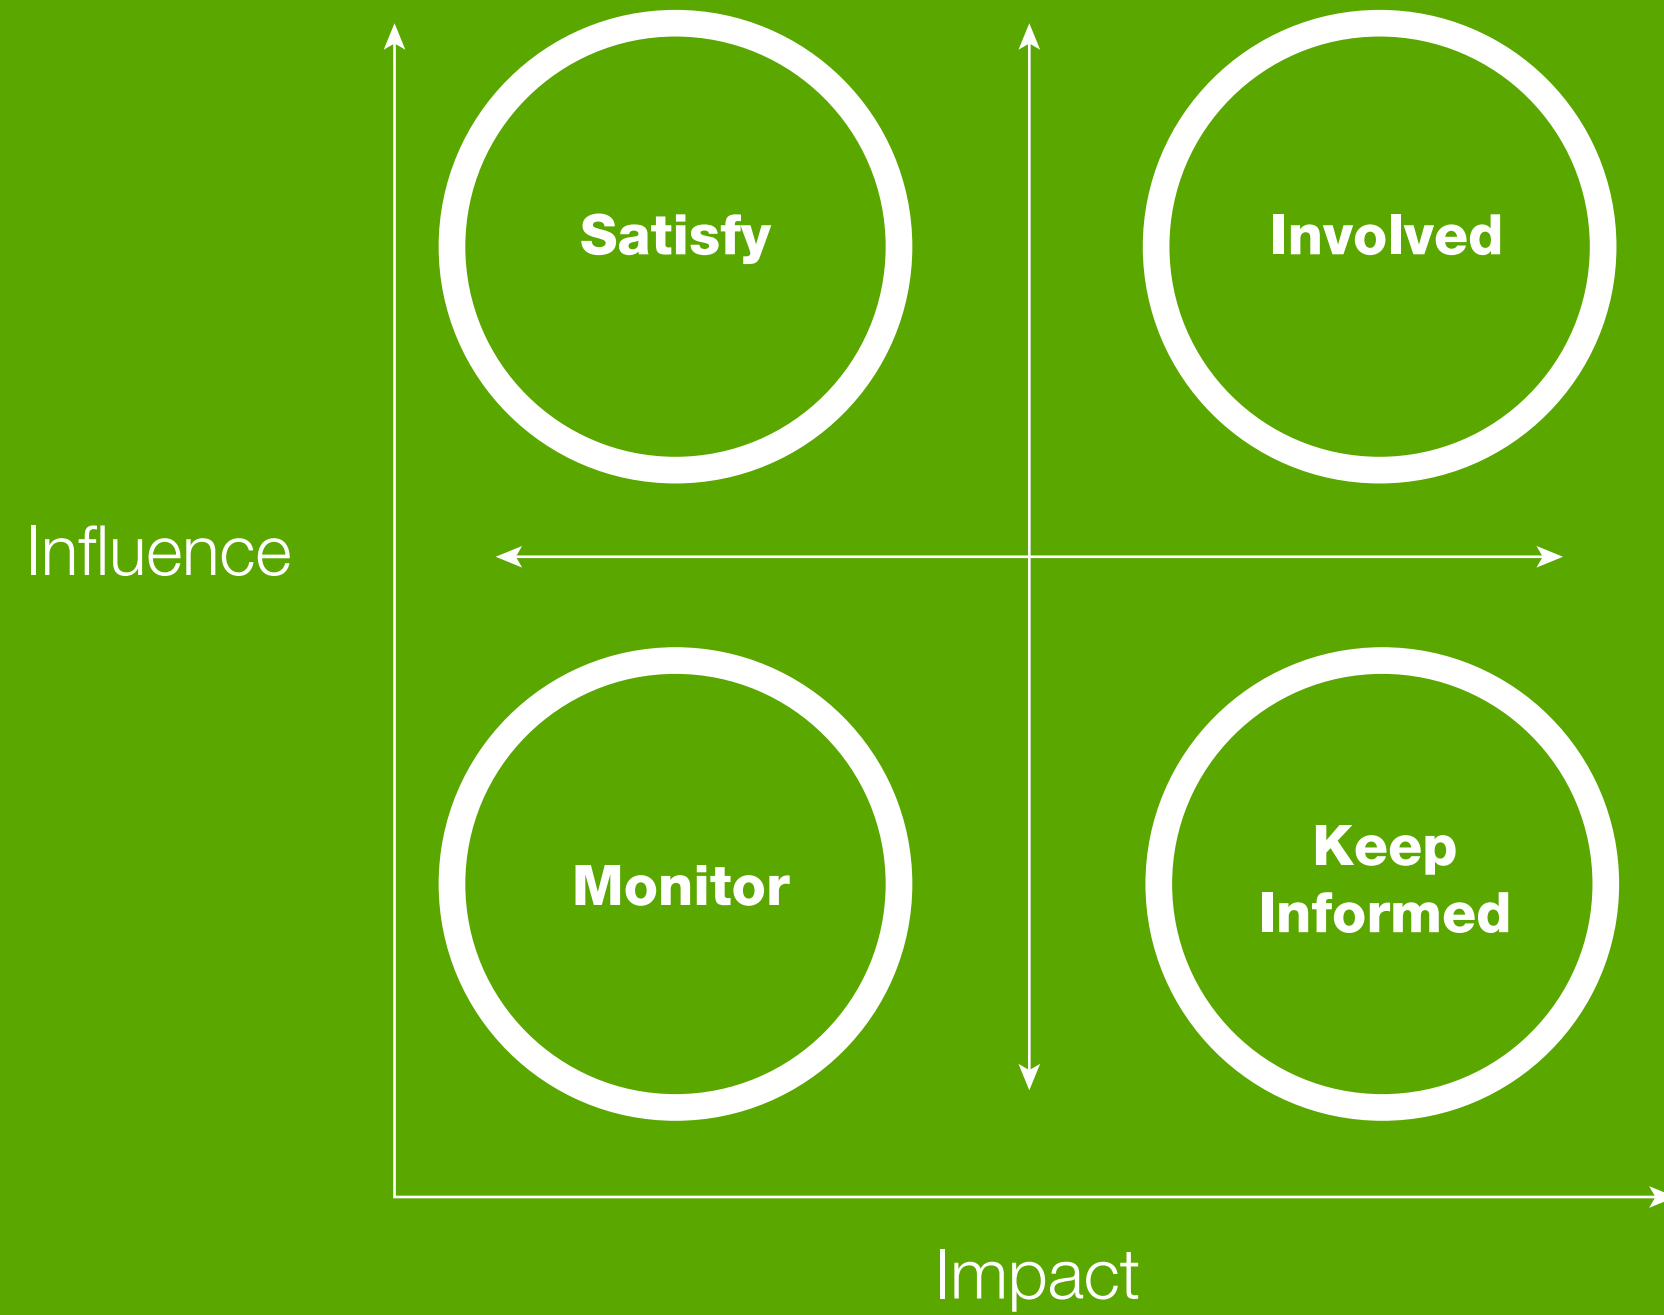 Satisfy
Involved
Influence
Monitor
Keep
Informed
Impact